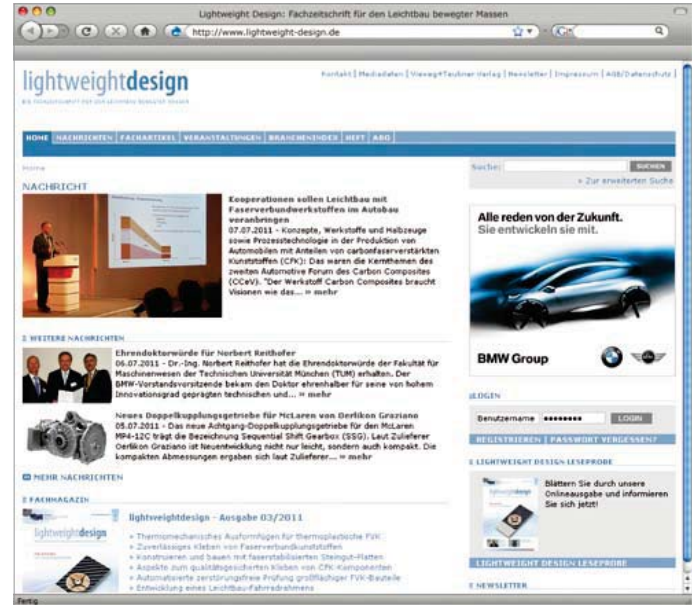 Lightweight Design: Fachzeitschrift für den Leichtbau bewegter Massen
http://www.lightweight-design.de
lightweightdesign
DIE FACHZEITSCHRIFT FÜR DEN LEICHTBAU BEWEGTER MASSEN
Kontakt | Mediadaten | Vieweg+Teubner Verlag | Newsletter | Impressum | AGB/Datenschutz |
HOME | NACHRICHTEN | FACHARTIKEL | VERANSTALTUNGEN | BRANCHENINDEX | HEFT | ABO |
Home
Suche:
SUCHEN
» Zur erweiterten Suche
NACHRICHT
Kooperationen sollen Leichtbau mit
Faserverbundwerkstoffen im Autobau
voranbringen
07.07.2011 - Konzepte, Werkstoffe und Halbzeuge
sowie Prozesstechnologie in der Produktion von
Automobilen mit Anteilen von carbonfaserverstärkten
Kunststoffen (CFK): Das waren die Kernthemen des
zweiten Automotive Forum des Carbon Composites
(CCeV). "Der Werkstoff Carbon Composites braucht
Visionen wie das... » mehr
WEITERE NACHRICHTEN
Ehrendoktorwürde für Norbert Reithofer
06.07.2011 - Dr.-Ing. Norbert Reithofer hat die Ehrendoktorwürde der Fakultät für
Maschinenwesen der Technischen Universität München (TUM) erhalten. Der
BMW-Vorstandsvorsitzende bekam den Doktor ehrenhalber für seine von hohem
Innovationsgrad geprägten technischen und... » mehr
Neues Doppelkupplungsgetriebe für McLaren von Oerlikon Graziano
05.07.2011 - Das neue Achtgang-Doppelkupplungsgetriebe für den McLaren
MP4-12C trägt die Bezeichnung Sequential Shift Gearbox (SSG). Laut Zulieferer
Oerlikon Graziano ist Neuentwicklung nicht nur leicht, sondern auch kompakt. Die
kompakten Abmessungen ergeben sich laut Zulieferer... » mehr
MEHR NACHRICHTEN
FACHMAGAZIN
lightweightdesign
lightweightdesign - Ausgabe 03/2011
» Thermomechanisches Ausformfügen für thermoplastische FVK
» Zuverlässiges Kleben von Faserverbundkunststoffen
» Konstruieren und bauen mit faserstabilisierten Steingut-Platten
» Aspekte zum qualitätsgesicherten Kleben von CFK-Komponenten
» Automatisierte zerstörungsfreie Prüfung großflächiger FVK-Bauteile
» Entwicklung eines Leichtbau-Fahrradrahmens
Alle reden von der Zukunft.
Sie entwickeln sie mit.
BMW Group
LOGIN
Benutzername
LOGIN
REGISTRIEREN | PASSWORT VERGESSEN?
LIGHTWEIGHT DESIGN LESEPROBE
Blättern Sie durch unsere
Onlineausgabe und informieren
Sie sich jetzt!
LIGHTWEIGHT DESIGN LESEPROBE
NEWSLETTER
Fertig